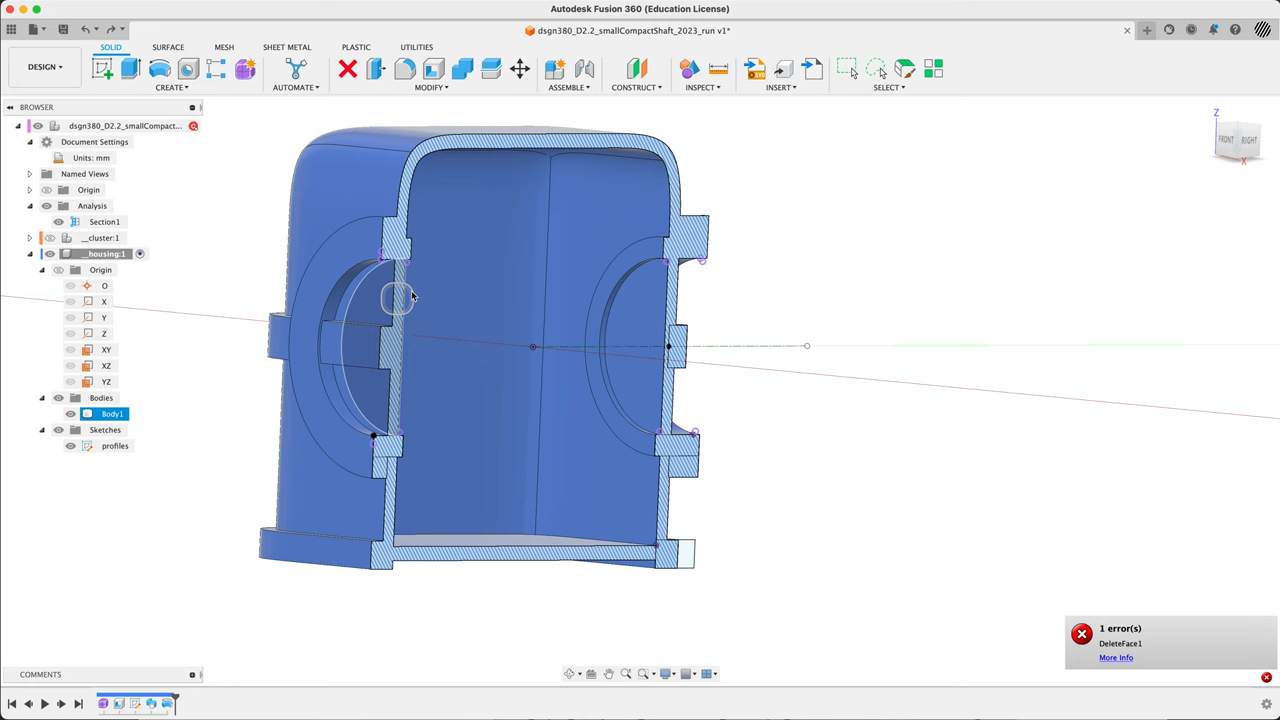 Autodesk Fusion 360 (Education License)
dsgn380_D2.2_smallCompactShaft_2023_run v1*
SOLID SURFACE MESH SHEET METAL PLASTIC UTILITIES
DESIGN
CREATE AUTOMATE MODIFY ASSEMBLE CONSTRUCT INSPECT INSERT SELECT
BROWSER
dsgn380_D2.2_smallCompact...
Document Settings
Units: mm
Named Views
Origin
Analysis
Section1
__cluster:1
__housing:1
Origin
O
X
Y
Z
XY
XZ
YZ
Bodies
Body1
Sketches
profiles
Z
FRONT RIGHT
X
1 error(s)
DeleteFace1
More Info
COMMENTS